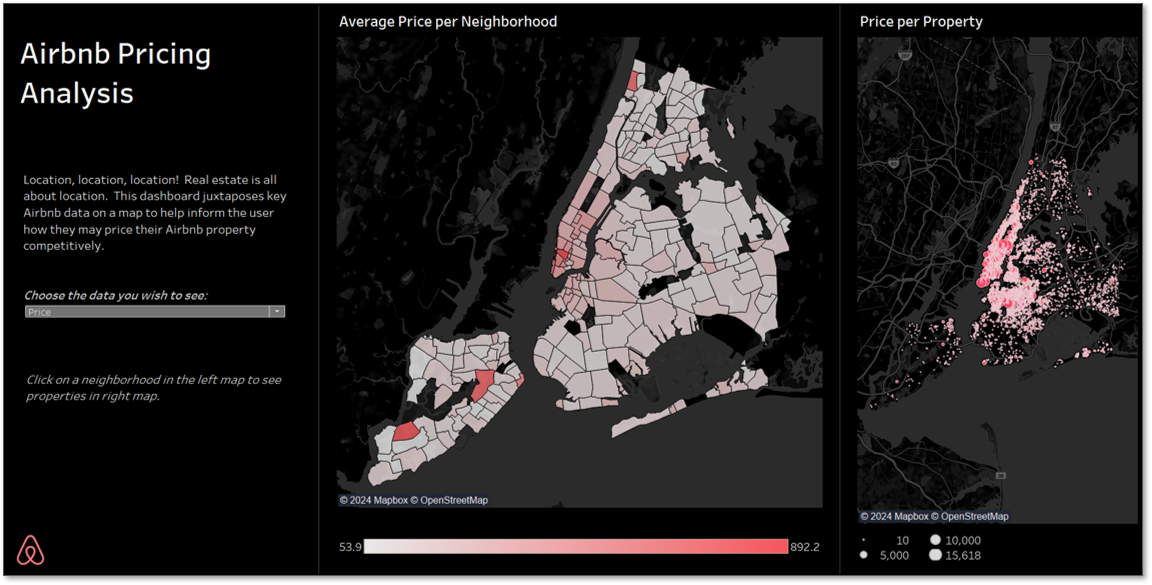 Airbnb Pricing
Analysis
Location, location, location! Real estate is all
about location. This dashboard juxtaposes key
Airbnb data on a map to help inform the user
how they may price their Airbnb property
competitively.
Choose the data you wish to see:
Price
Click on a neighborhood in the left map to see
properties in right map.
Average Price per Neighborhood
© 2024 Mapbox © OpenStreetMap
53.9
892.2
Price per Property
© 2024 Mapbox © OpenStreetMap
10
10,000
5,000
15,618